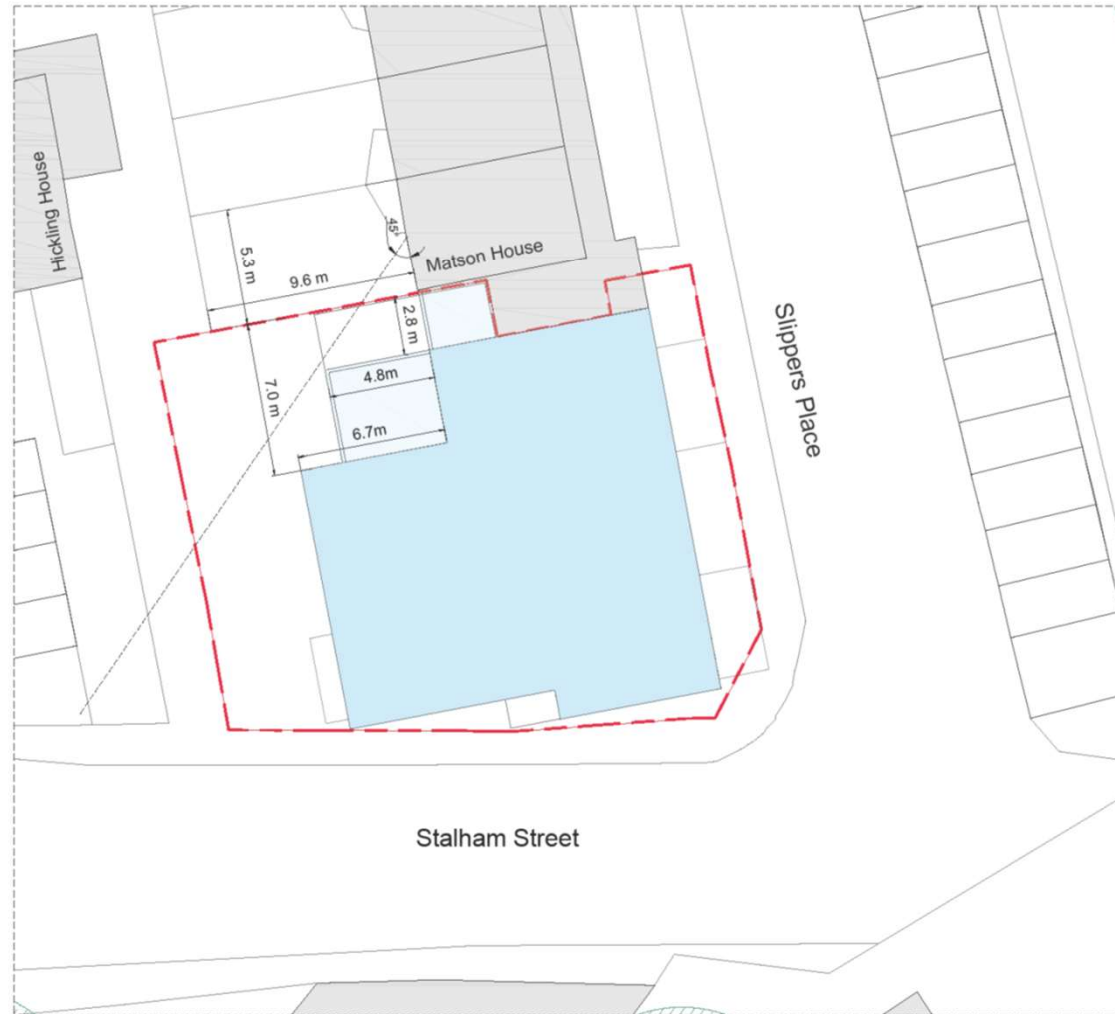 Hickling House
45°
Matson House
5.3 m
9.6 m
2.8 m
Slippers Place
7.0 m
4.8m
6.7m
Stalham Street